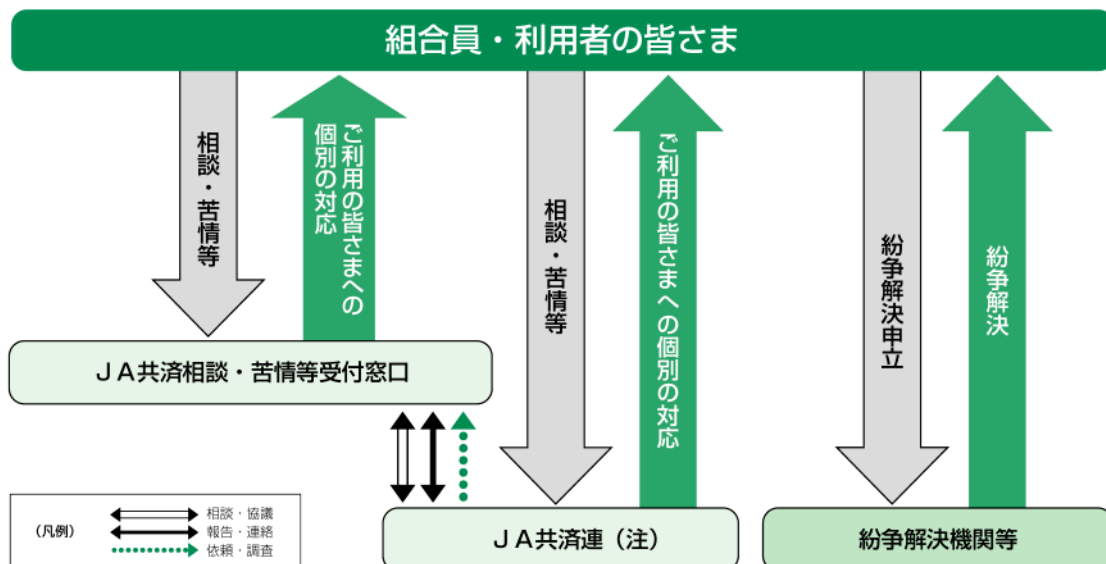 組合員・利用者の皆さま
相談・苦情等
ご利用の皆さまへの
個別の対応
相談・苦情等
ご利用の皆さまへの個別の対応
紛争解決申立
紛争解決
ＪＡ共済相談・苦情等受付窓口
（凡例）
相談・協議
報告・連絡
依頼・調査
ＪＡ共済連（注）
紛争解決機関等